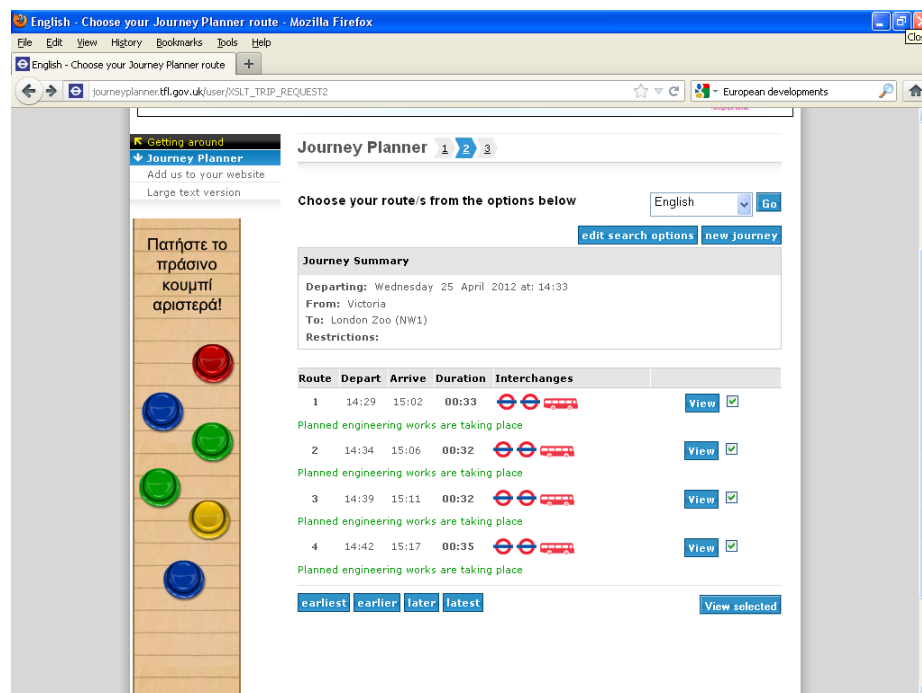 English - Choose your Journey Planner route - Mozilla Firefox
File Edit View History Bookmarks Tools Help
Clos
English - Choose your Journey Planner route +
journeyplanner.tfl.gov.uk/user/XSLT_TRIP_REQUEST2
European developments
Getting around
Journey Planner
Add us to your website
Large text version
Journey Planner 1 2 3
Choose your route/s from the options below
English Go
edit search options new journey
Πατήστε το
πράσινο
κουμπί
αριστερά!
Journey Summary
Departing: Wednesday 25 April 2012 at: 14:33
From: Victoria
To: London Zoo (NW1)
Restrictions:
Route Depart Arrive Duration Interchanges
1 14:29 15:02 00:33 View
Planned engineering works are taking place
2 14:34 15:06 00:32 View
Planned engineering works are taking place
3 14:39 15:11 00:32 View
Planned engineering works are taking place
4 14:42 15:17 00:35 View
Planned engineering works are taking place
earliest earlier later latest
View selected